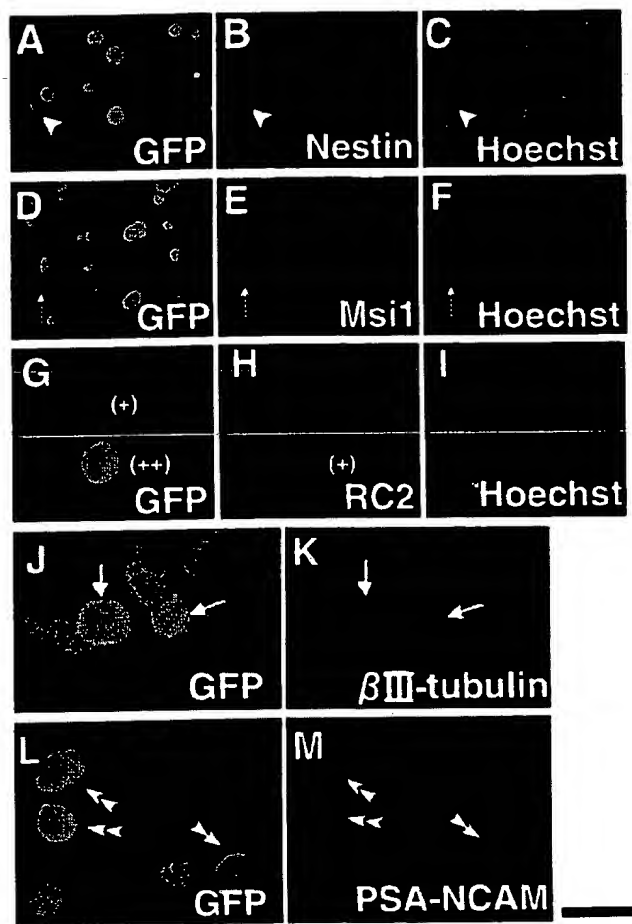 A B C
GFP Nestin Hoechst
D E F
GFP Msi1 Hoechst
G H I
(+)
(++) (+)
GFP RC2 Hoechst
J K
GFP βIII-tubulin
L M
GFP PSA-NCAM